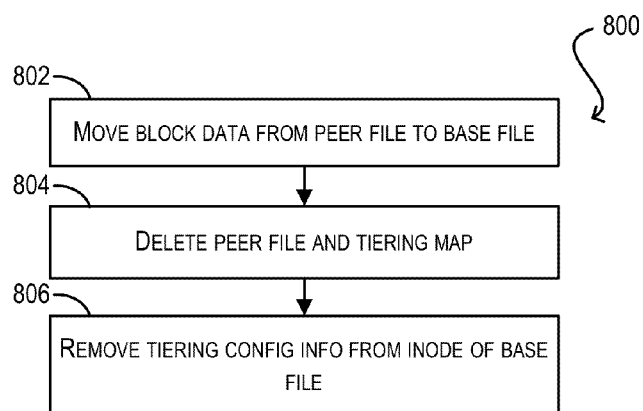 800
802
MOVE BLOCK DATA FROM PEER FILE TO BASE FILE
804
DELETE PEER FILE AND TIERING MAP
806
REMOVE TIERING CONFIG INFO FROM INODE OF BASE
FILE